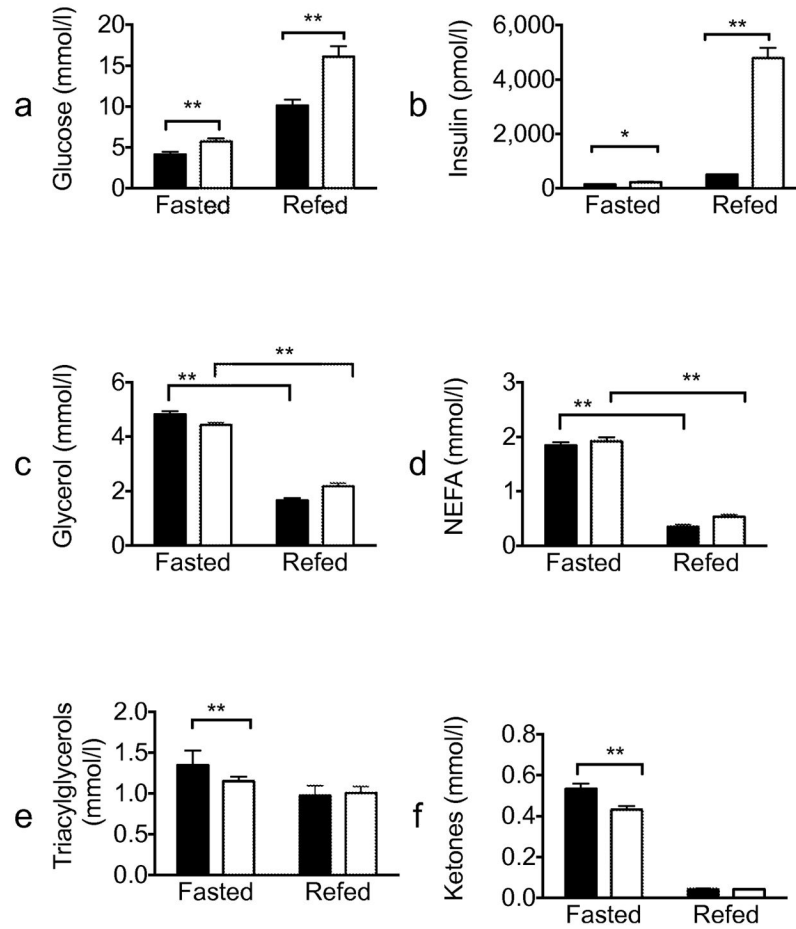 a
Glucose (mmol/l)
20
15
10
5
0
**
**
Fasted Refed
b
Insulin (pmol/l)
6,000
4,000
2,000
0
*
**
Fasted Refed
c
Glycerol (mmol/l)
6
4
2
0
**
**
Fasted Refed
d
NEFA (mmol/l)
3
2
1
0
**
**
Fasted Refed
e
Triacylglycerols
(mmol/l)
2.0
1.5
1.0
0.5
0.0
**
Fasted Refed
f
Ketones (mmol/l)
0.8
0.6
0.4
0.2
0.0
**
Fasted Refed